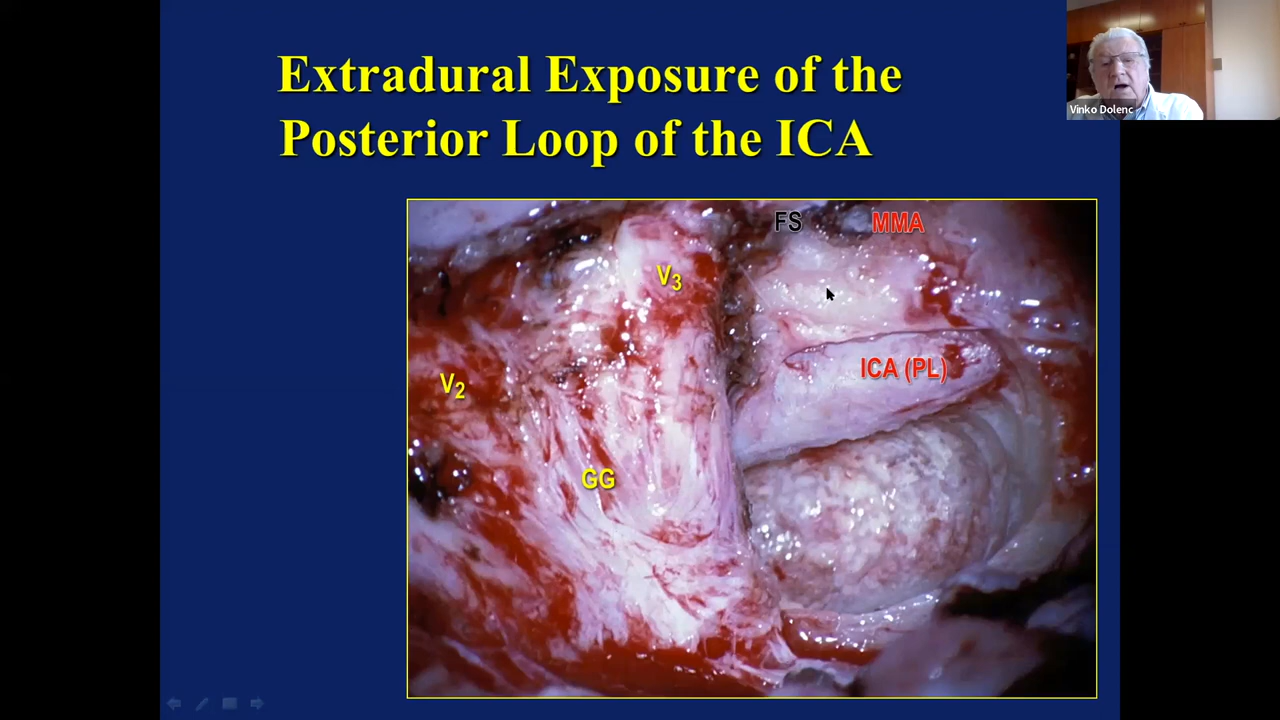 Extradural Exposure of the
Posterior Loop of the ICA
Vinko Dolenc
FS
MMA
V3
ICA (PL)
V2
GG